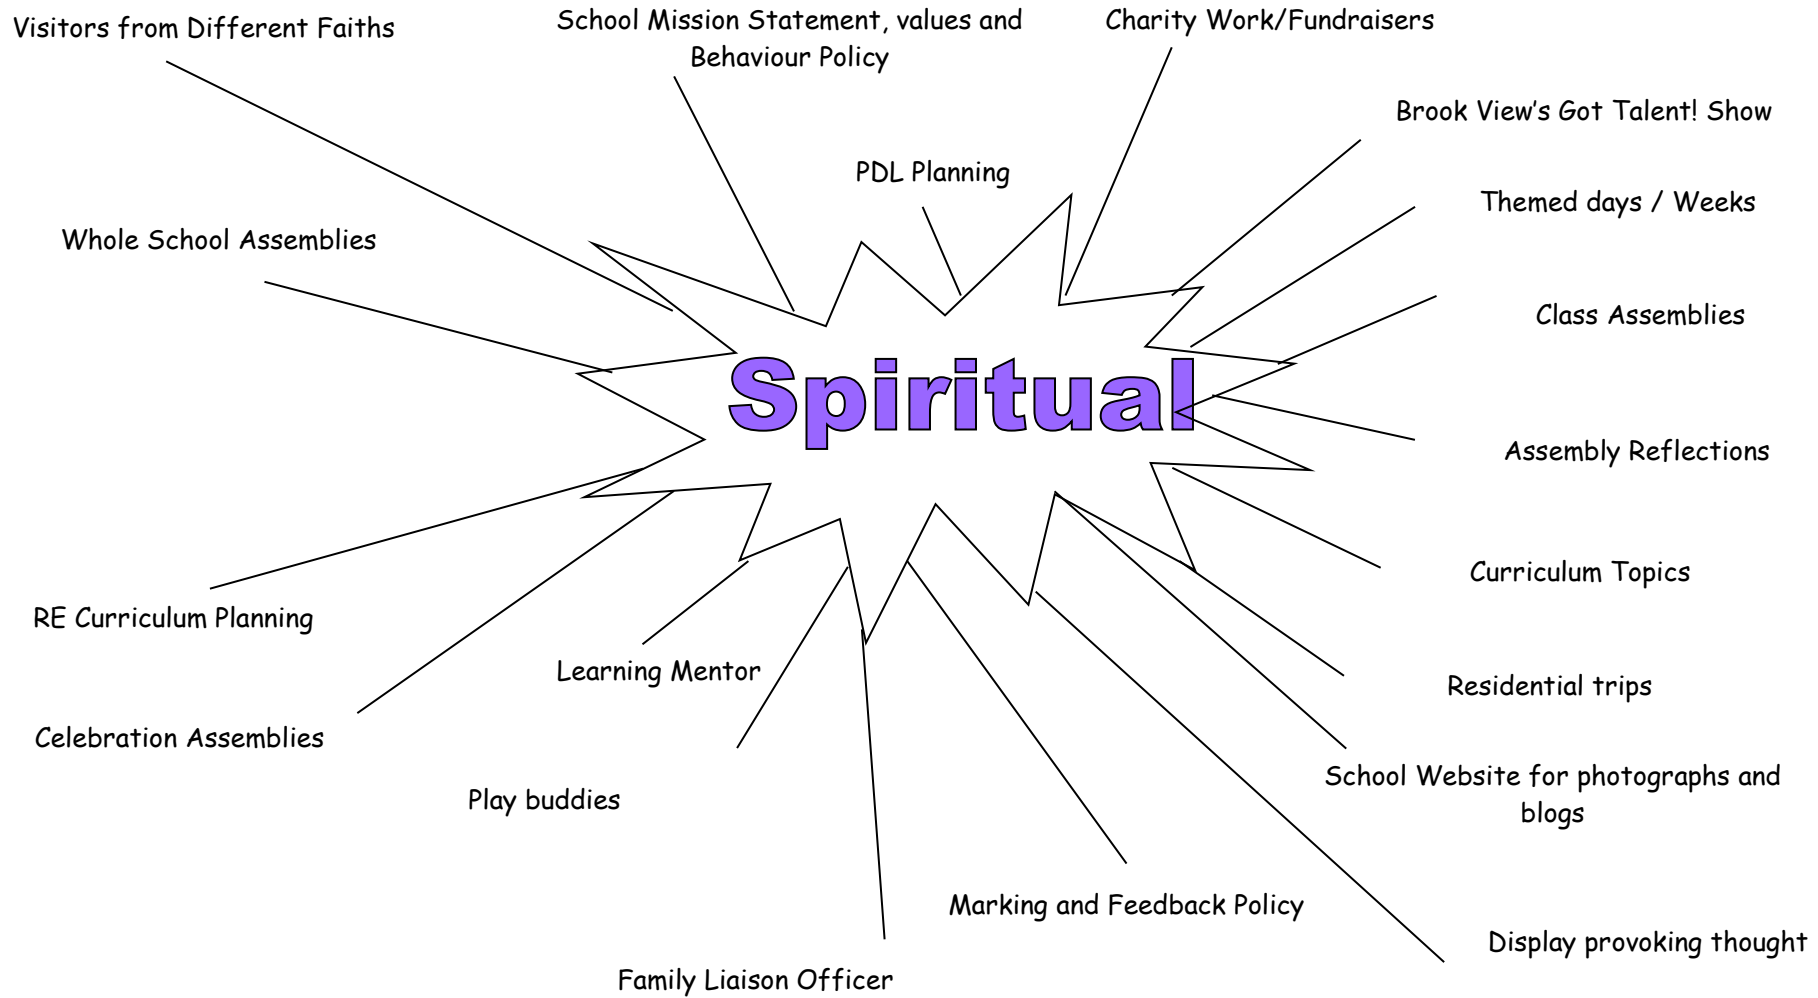 Visitors from Different Faiths
School Mission Statement, values and
Behaviour Policy
Charity Work/Fundraisers
Brook View’s Got Talent! Show
PDL Planning
Themed days / Weeks
Whole School Assemblies
Class Assemblies
Spiritual
Assembly Reflections
Curriculum Topics
RE Curriculum Planning
Learning Mentor
Residential trips
Celebration Assemblies
School Website for photographs and
blogs
Play buddies
Marking and Feedback Policy
Display provoking thought
Family Liaison Officer